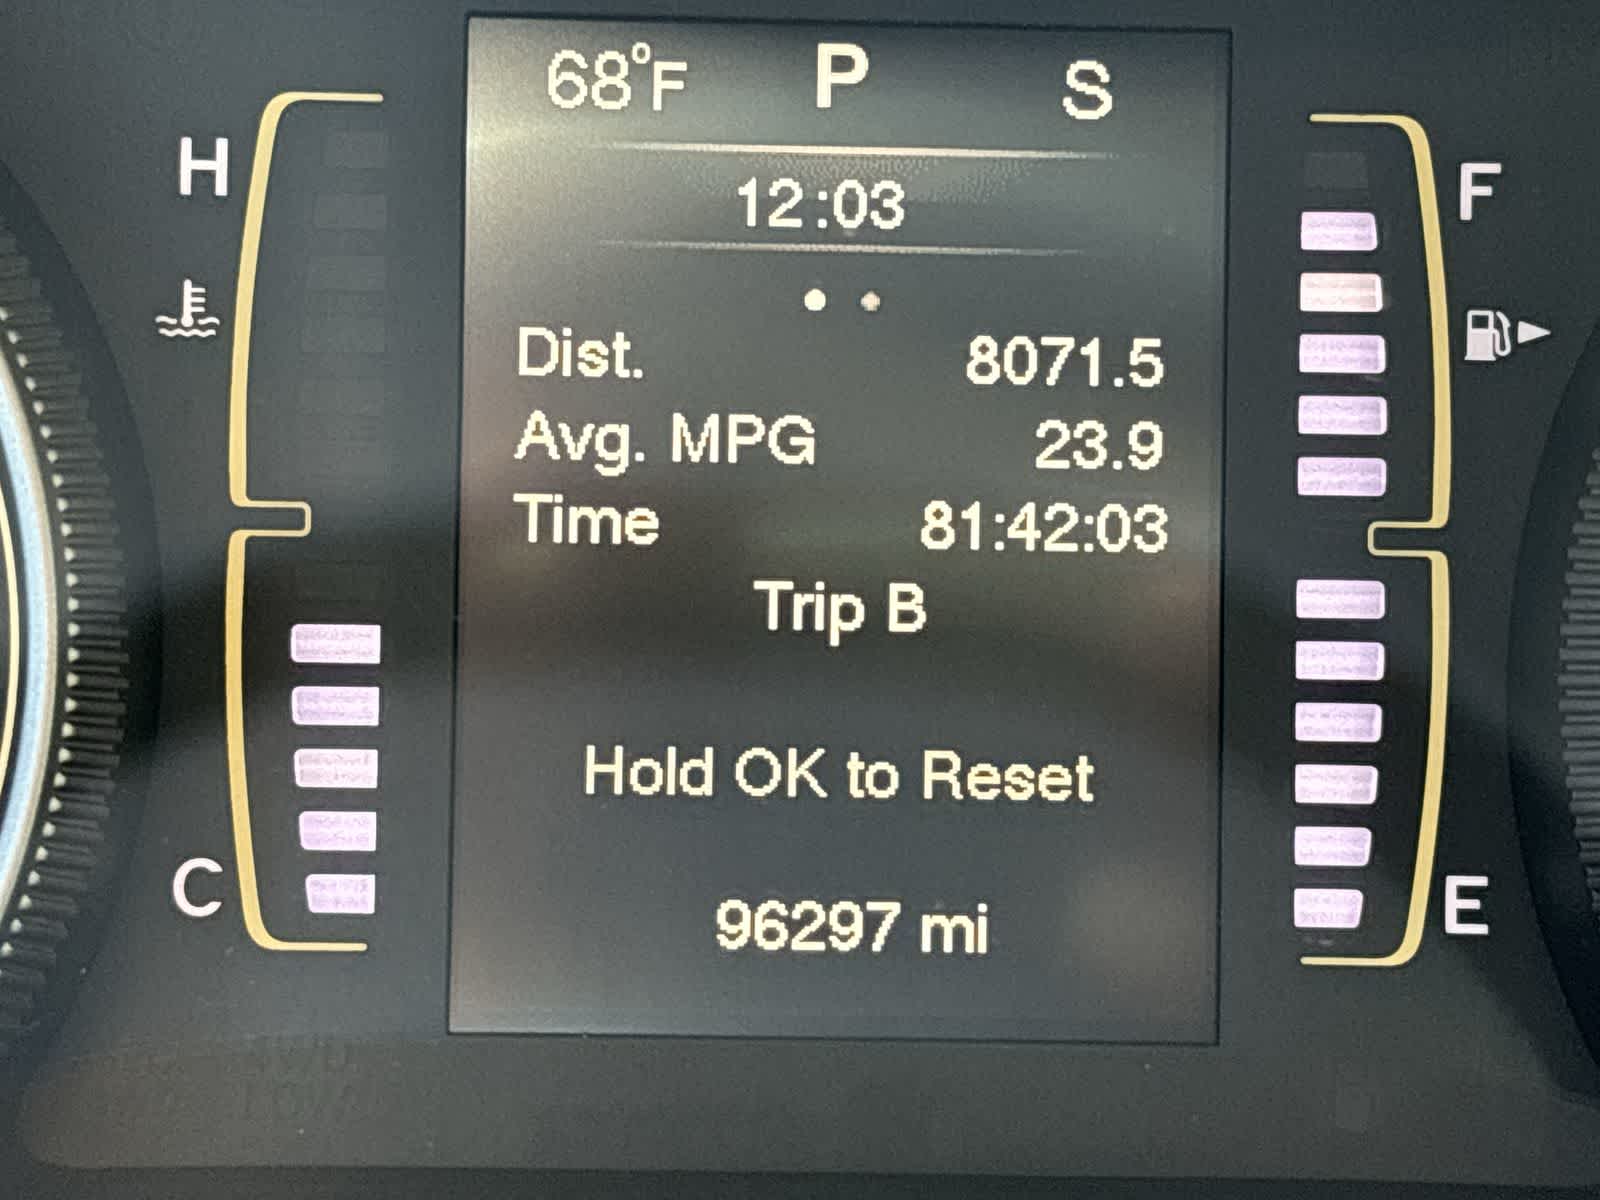 68°F P S
H
F
12:03
Dist. 8071.5
Avg. MPG 23.9
Time 81:42:03
Trip B
Hold OK to Reset
C
E
96297 mi